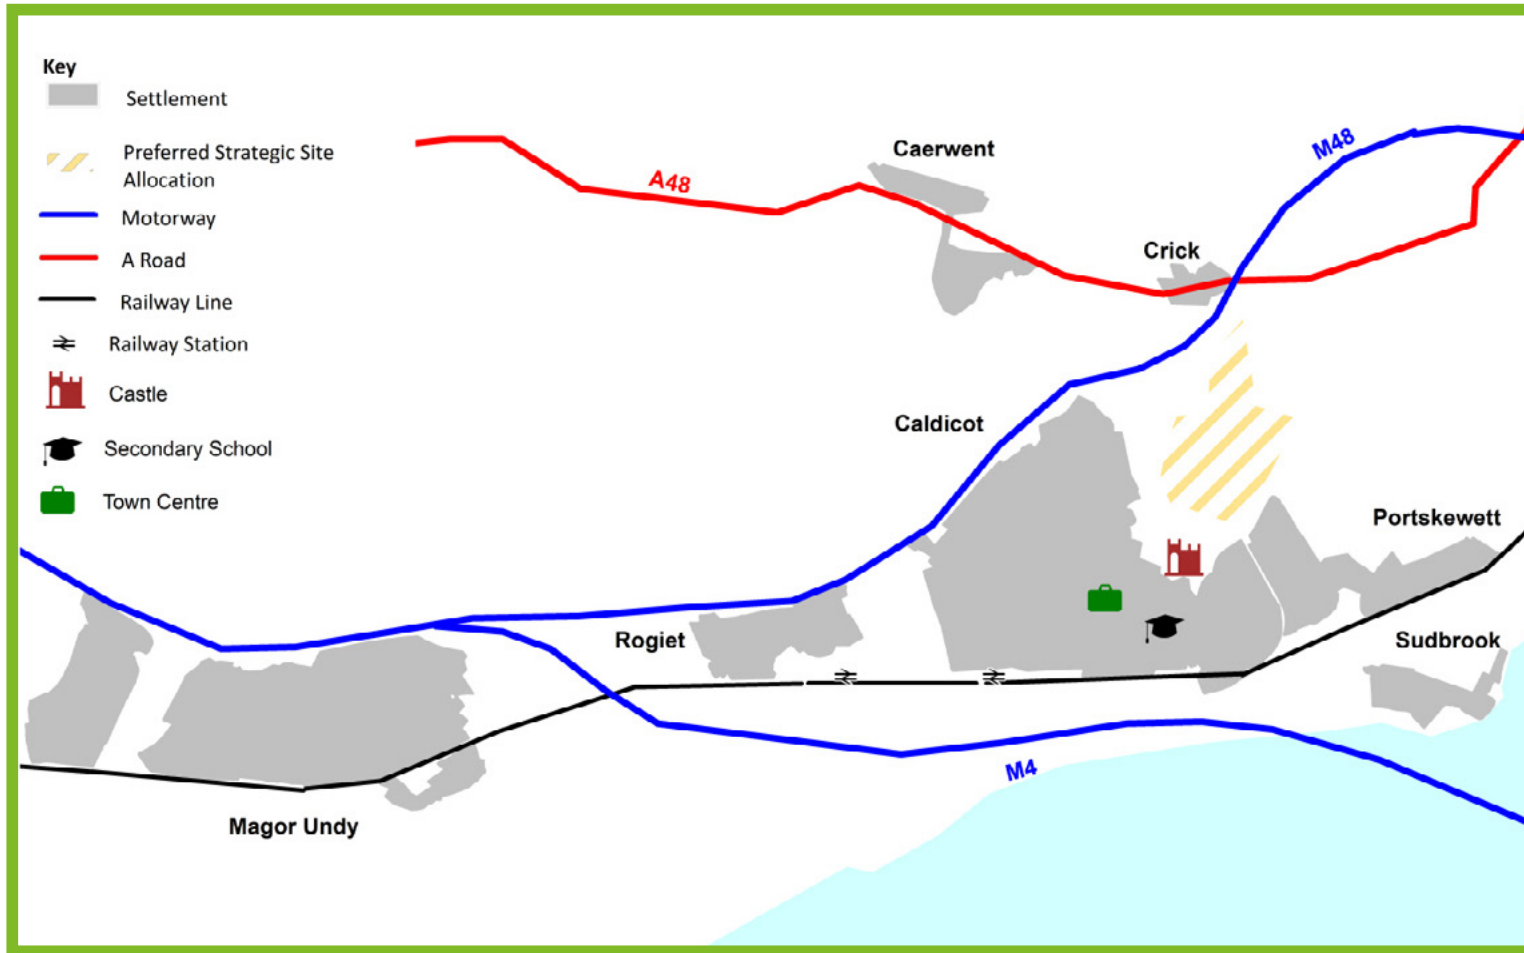 Key
Settlement
Preferred Strategic Site
Allocation
Motorway
A Road
Railway Line
Railway Station
Castle
Secondary School
Town Centre
A48
Caerwent
M48
Crick
Caldicot
Portskewett
Rogiet
Sudbrook
M4
Magor Undy